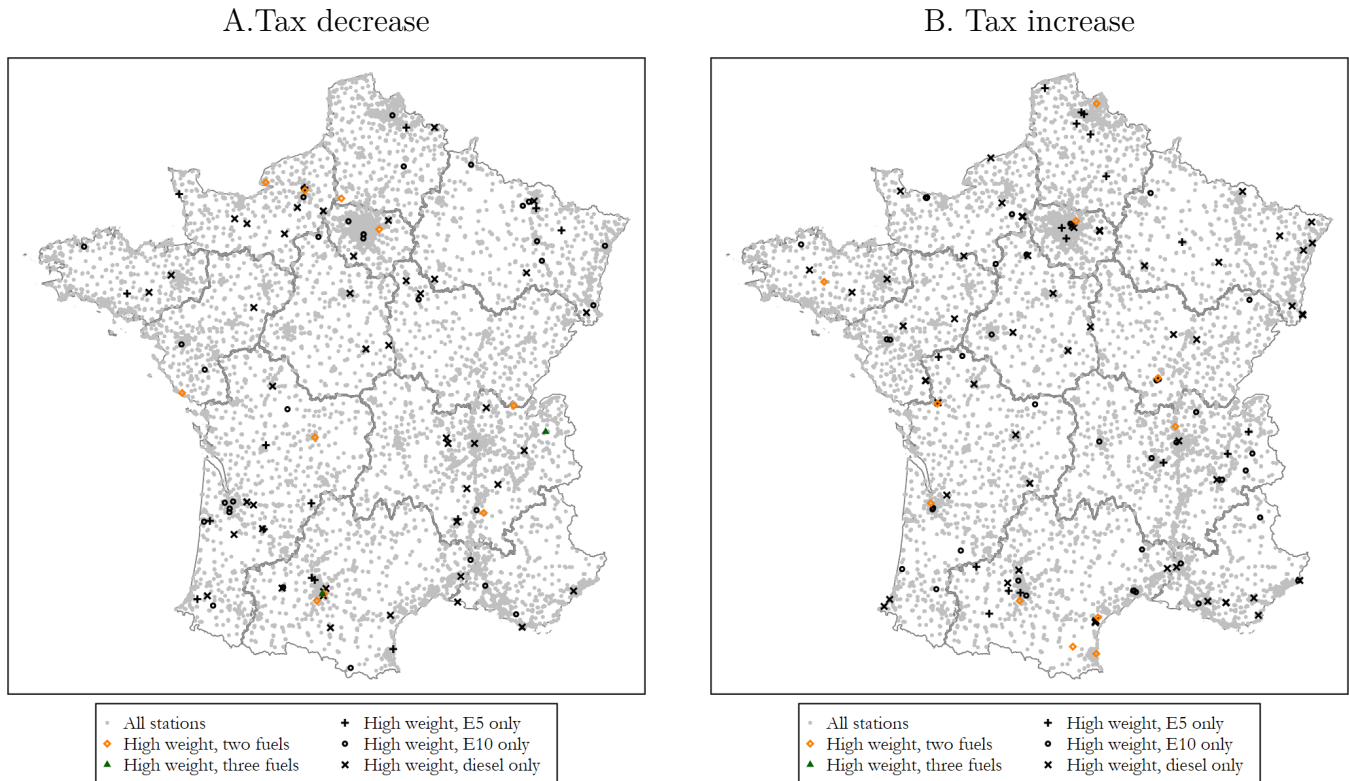 A.Tax decrease
B. Tax increase
All stations
High weight, two fuels
High weight, three fuels
High weight, E5 only
High weight, E10 only
High weight, diesel only
All stations
High weight, two fuels
High weight, three fuels
High weight, E5 only
High weight, E10 only
High weight, diesel only